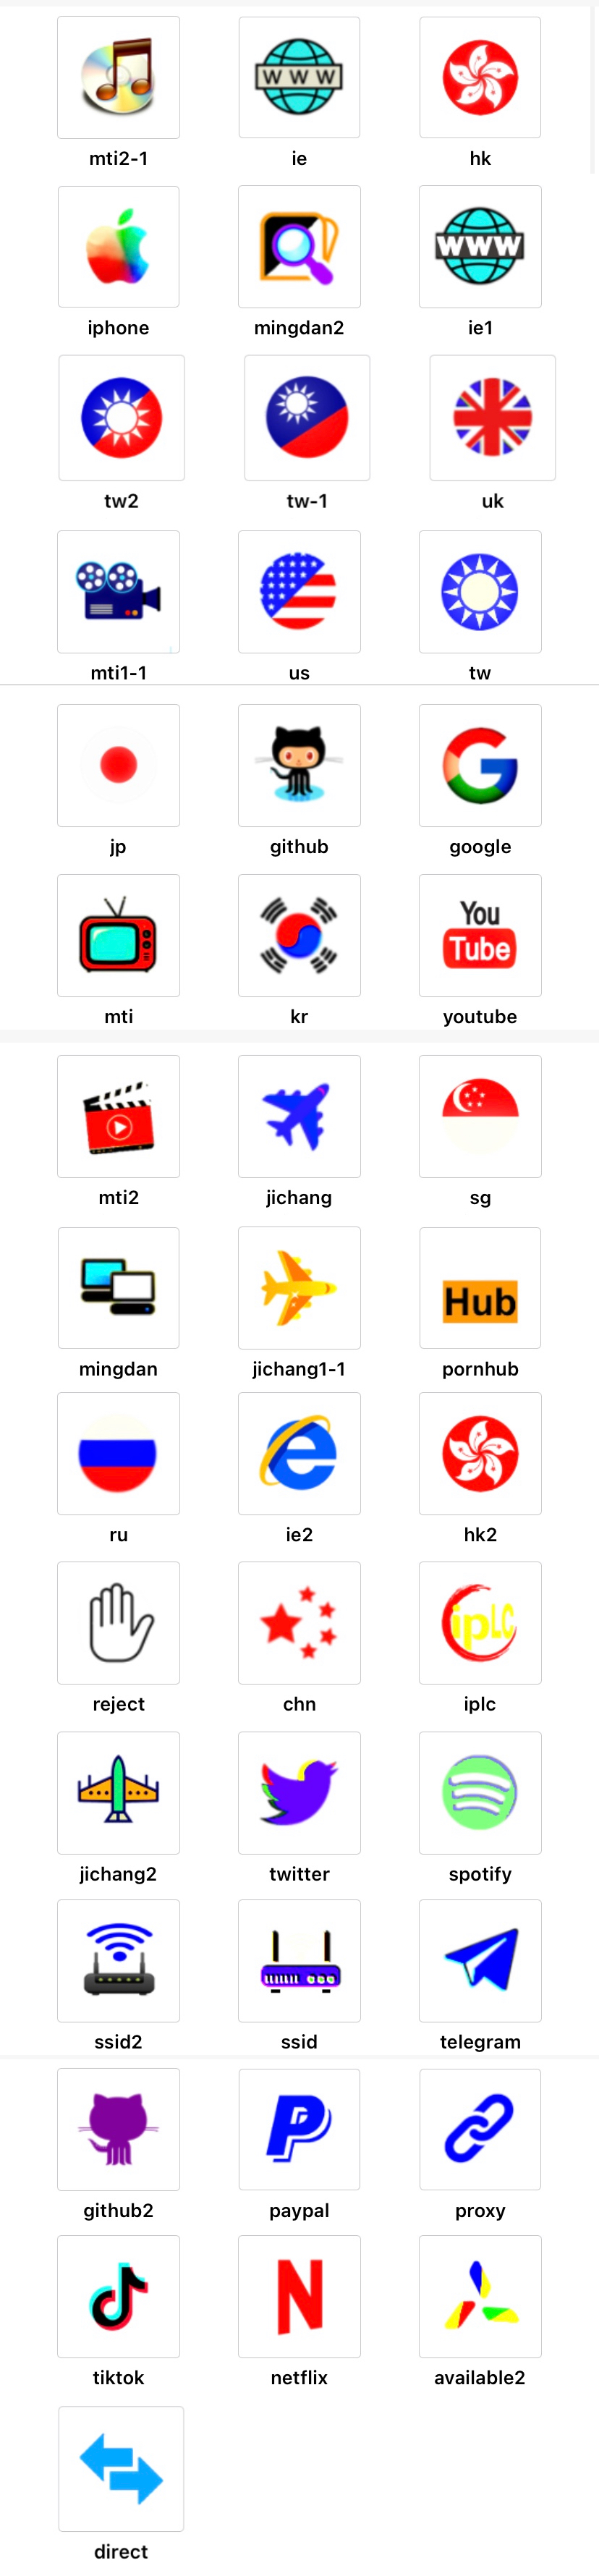 WWW
mti2-1 ie hk
WWW
iphone mingdan2 ie1
tw2 tw-1 uk
mti1-1 us tw
jp github google
You
Tube
mti kr youtube
mti2 jichang sg
Hub
mingdan jichang1-1 pornhub
ru ie2 hk2
ipLC
reject chn iplc
jichang2 twitter spotify
ssid2 ssid telegram
github2 paypal proxy
N
tiktok netflix available2
direct